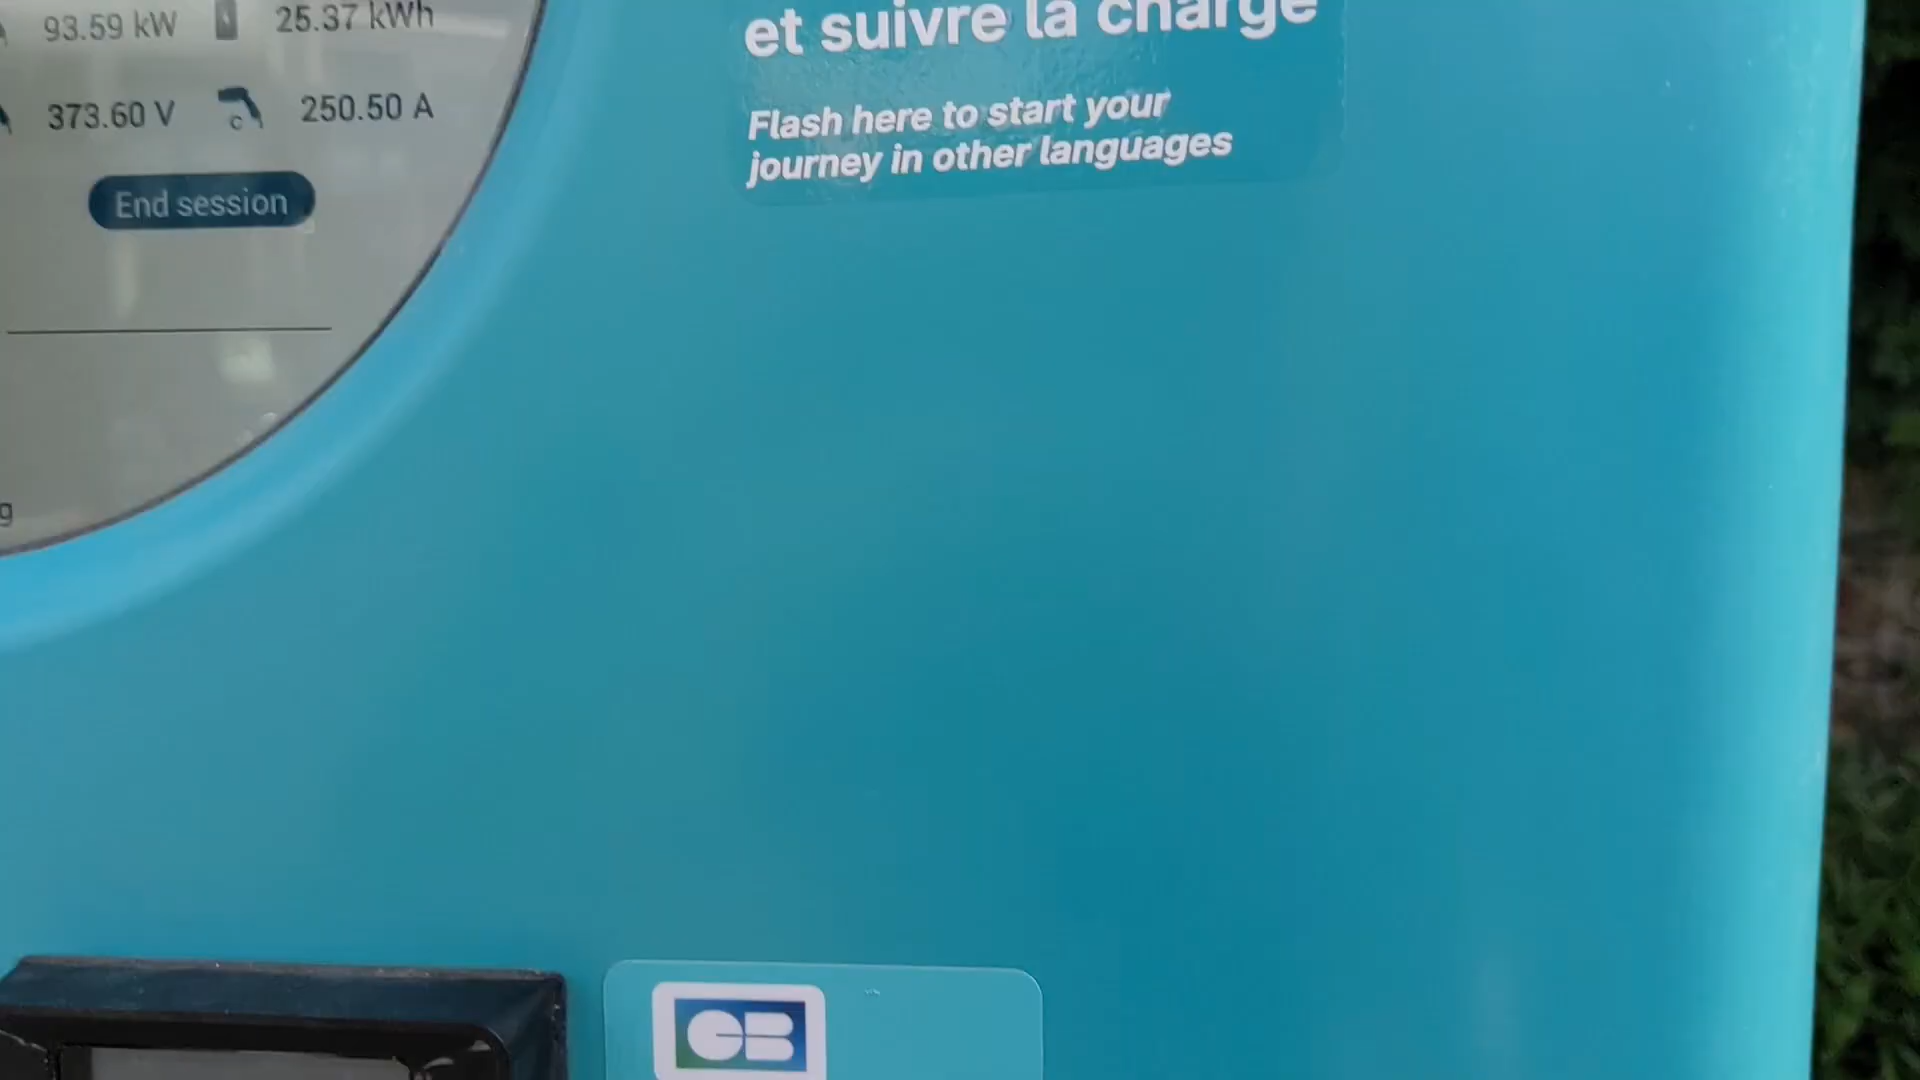 93.59 kW 25.37 kWh
373.60 V C 250.50 A
End session
g
et suivre la charge
Flash here to start your
journey in other languages
CB